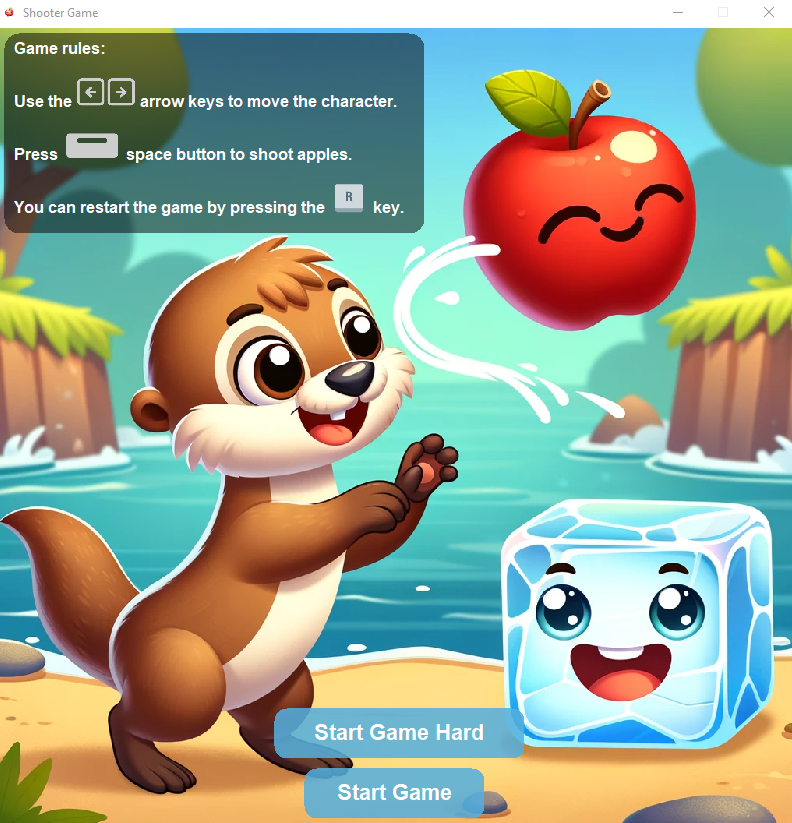 Shooter Game
Game rules:
Use the arrow keys to move the character.
Press space button to shoot apples.
You can restart the game by pressing the R key.
Start Game Hard
Start Game